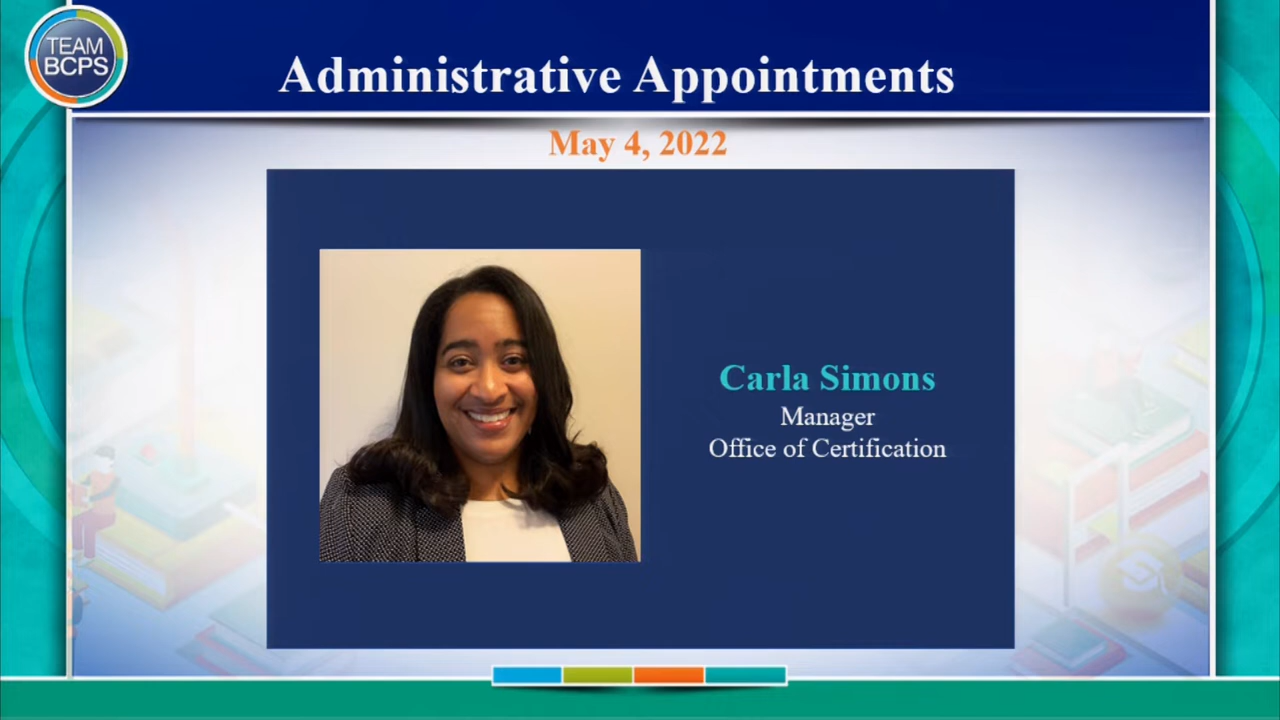 TEAM
BCPS
Administrative Appointments
May 4, 2022
Carla Simons
Manager
Office of Certification